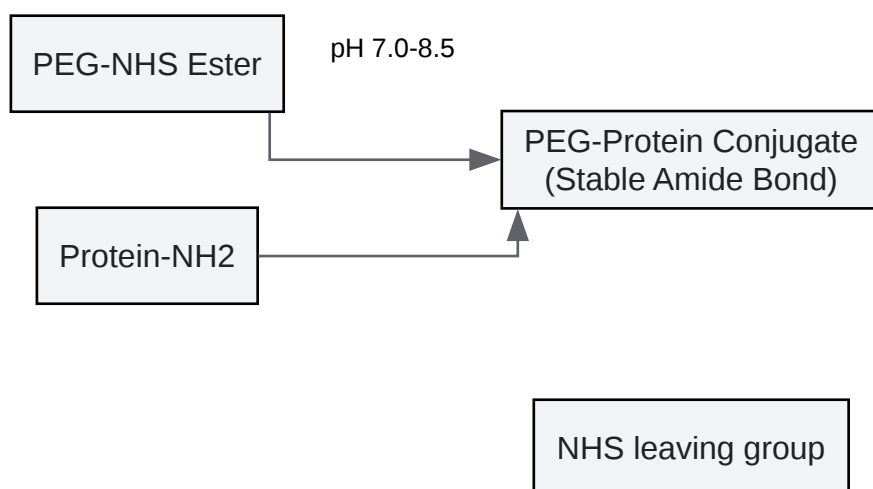 PEG-NHS Ester
pH 7.0-8.5
PEG-Protein Conjugate
(Stable Amide Bond)
Protein-NH2
NHS leaving group